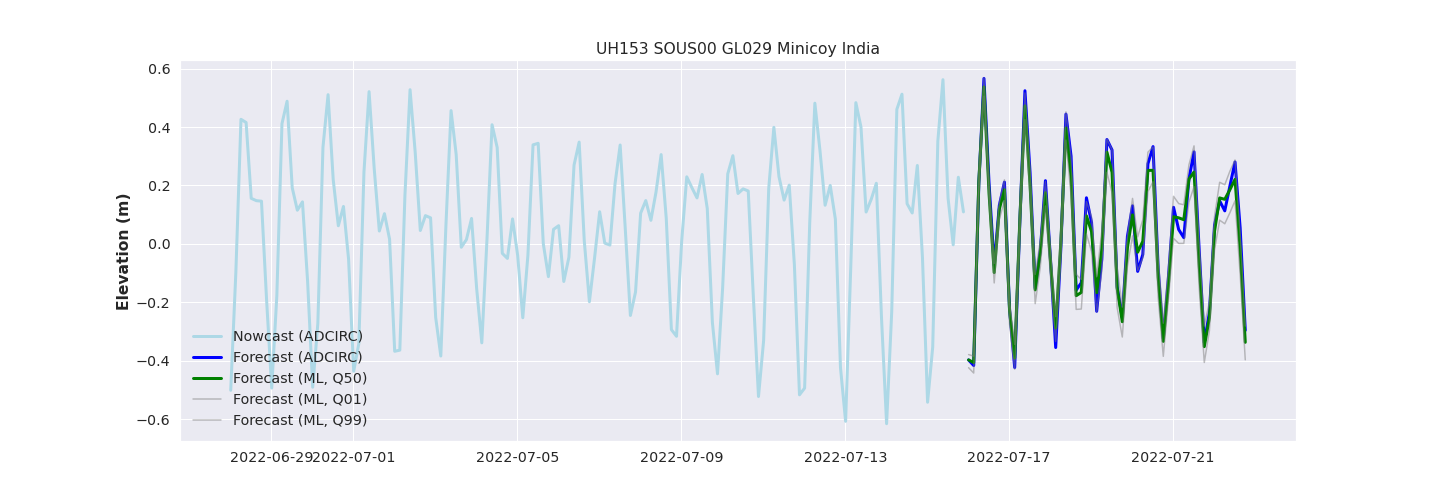 UH153 SOUS00 GL029 Minicoy India
Elevation (m)
0.6
0.4
0.2
0.0
−0.2
−0.4
−0.6
Nowcast (ADCIRC)
Forecast (ADCIRC)
Forecast (ML, Q50)
Forecast (ML, Q01)
Forecast (ML, Q99)
2022-06-29 2022-07-01 2022-07-05 2022-07-09 2022-07-13 2022-07-17 2022-07-21